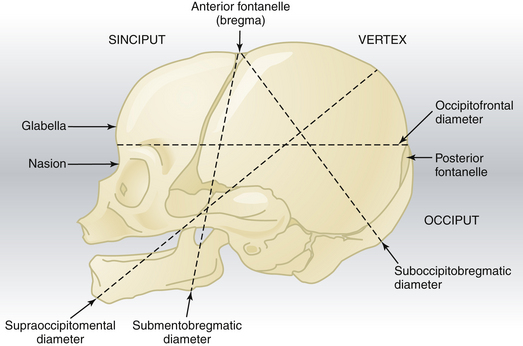 Anterior fontanelle
(bregma)
SINCIPUT
VERTEX
Glabella
Occipitofrontal
diameter
Nasion
Posterior
fontanelle
OCCIPUT
Suboccipitobregmatic
diameter
Supraoccipitomental
diameter
Submentobregmatic
diameter